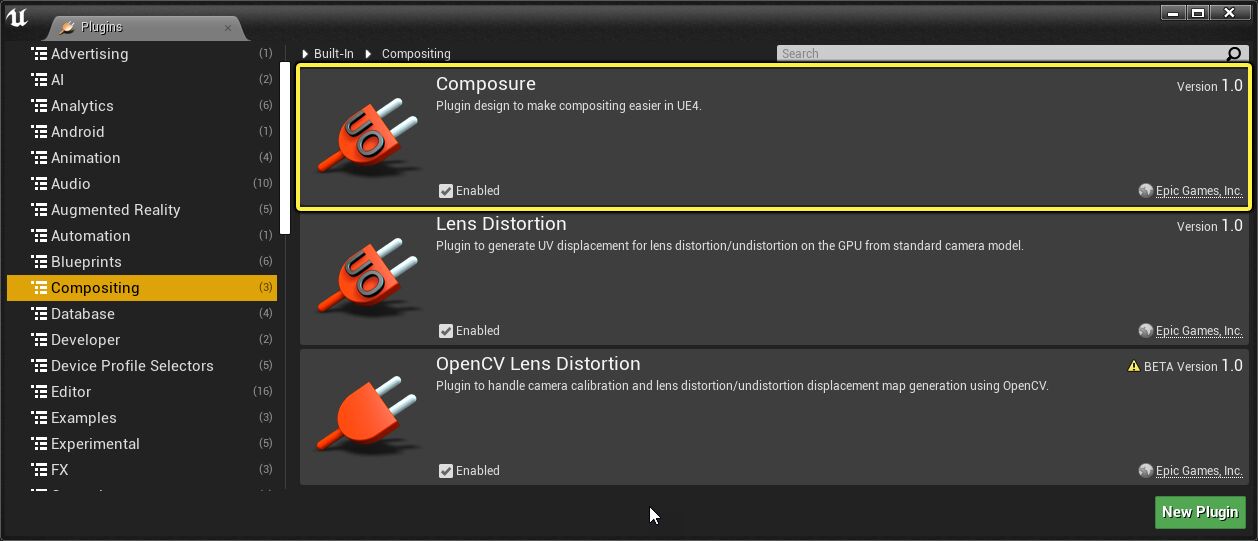 Plugins
Advertising (1)
AI (2)
Analytics (6)
Android (1)
Animation (4)
Audio (10)
Augmented Reality (5)
Automation (1)
Blueprints (6)
Compositing (3)
Database (4)
Developer (2)
Device Profile Selectors (5)
Editor (16)
Examples (3)
Experimental (5)
FX (3)
Built-In Compositing
Search
Composure
Version 1.0
Plugin design to make compositing easier in UE4.
Enabled
Epic Games, Inc.
Lens Distortion
Version 1.0
Plugin to generate UV displacement for lens distortion/undistortion on the GPU from standard camera model.
Enabled
Epic Games, Inc.
OpenCV Lens Distortion
BETA Version 1.0
Plugin to handle camera calibration and lens distortion/undistortion displacement map generation using OpenCV.
Enabled
Epic Games, Inc.
New Plugin